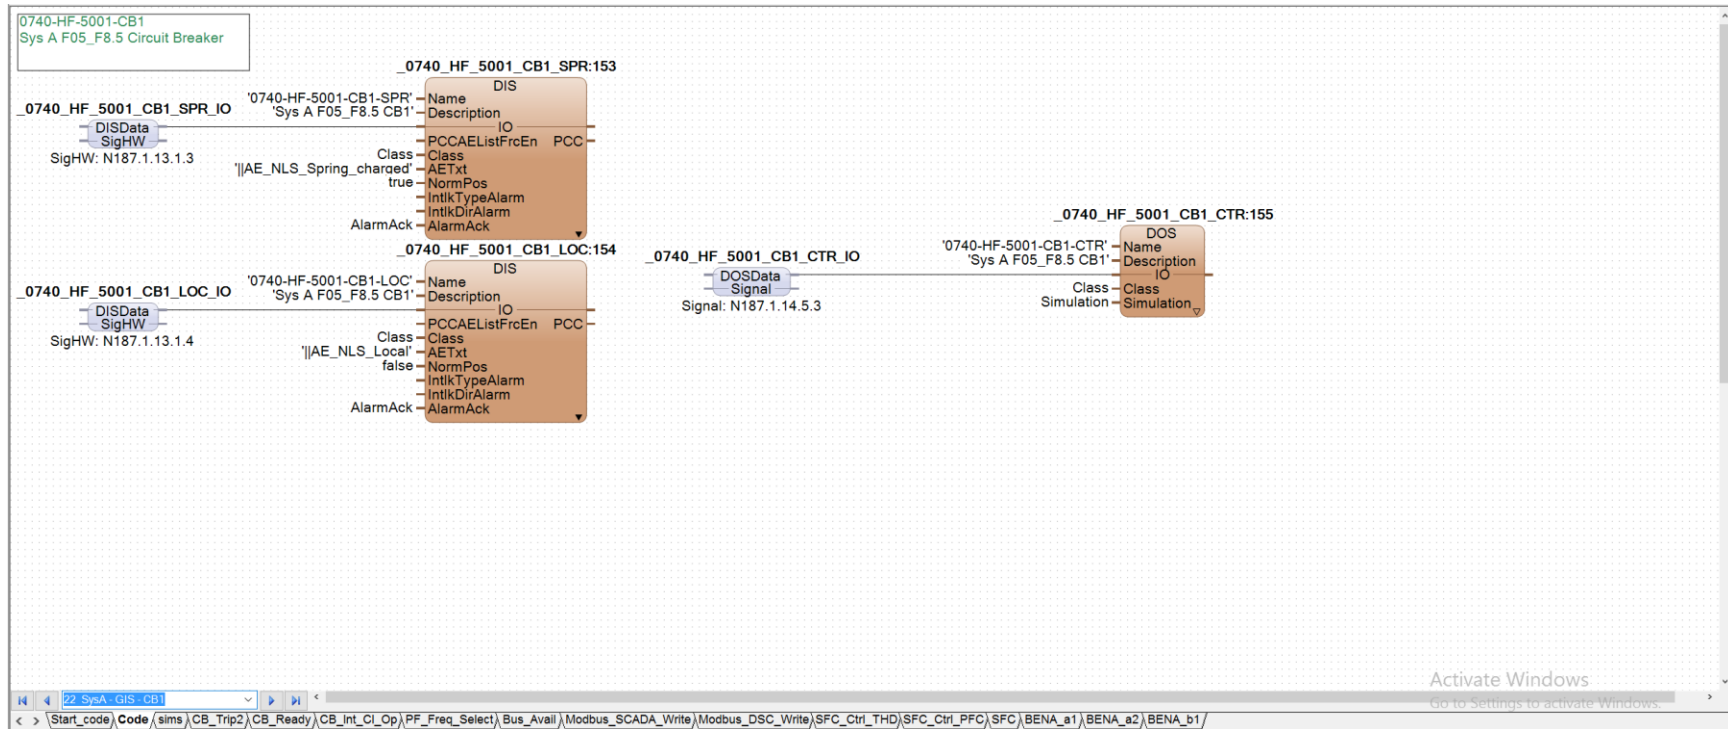 0740-HF-5001-CB1
Sys A F05_F8.5 Circuit Breaker
_0740_HF_5001_CB1_SPR:153
DIS
'0740-HF-5001-CB1-SPR' Name
'Sys A F05_F8.5 CB1' Description
_0740_HF_5001_CB1_SPR_IO
DISData
SigHW
SigHW: N187.1.13.1.3
IO
PCCAEListFrcEn PCC
Class Class
'||AE_NLS_Spring_charged' AETxt
true NormPos
IntlkTypeAlarm
IntlkDirAlarm
AlarmAck AlarmAck
_0740_HF_5001_CB1_LOC:154
DIS
'0740-HF-5001-CB1-LOC' Name
'Sys A F05_F8.5 CB1' Description
_0740_HF_5001_CB1_LOC_IO
DISData
SigHW
SigHW: N187.1.13.1.4
IO
PCCAEListFrcEn PCC
Class Class
'||AE_NLS_Local' AETxt
false NormPos
IntlkTypeAlarm
IntlkDirAlarm
AlarmAck AlarmAck
_0740_HF_5001_CB1_CTR_IO
DOSData
Signal
Signal: N187.1.14.5.3
_0740_HF_5001_CB1_CTR:155
DOS
'0740-HF-5001-CB1-CTR' Name
'Sys A F05_F8.5 CB1' Description
IO
Class Class
Simulation Simulation
Activate Windows
Go to Settings to activate Windows.
22 SysA - GIS - CB1
Start_code Code sims CB_Trip2 CB_Ready CB_Int_Cl_Op PF_Freq_Select Bus_Avail Modbus_SCADA_Write Modbus_DSC_Write SFC_Ctrl_THD SFC_Ctrl_PFC SFC BENA_a1 BENA_a2 BENA_b1